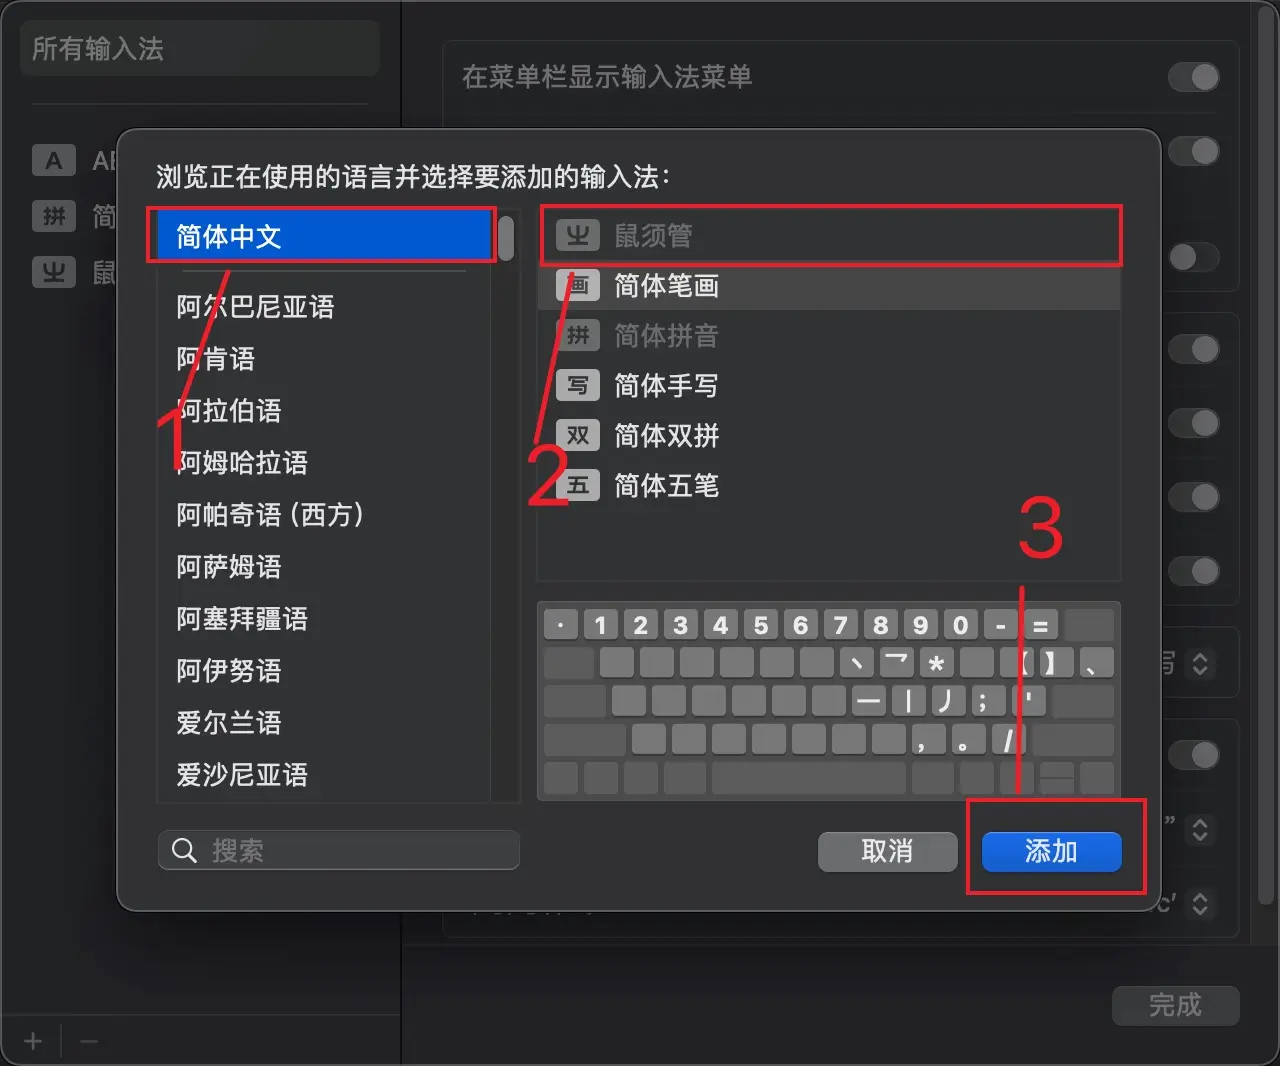 所有输入法
在菜单栏显示输入法菜单
A
拼
简
鼠
浏览正在使用的语言并选择要添加的输入法：
简体中文
阿尔巴尼亚语
阿肯语
阿拉伯语
阿姆哈拉语
阿帕奇语 (西方)
阿萨姆语
阿塞拜疆语
阿伊努语
爱尔兰语
爱沙尼亚语
鼠须管
画 简体笔画
拼 简体拼音
写 简体手写
双 简体双拼
五 简体五笔
1
2
3
· 1 2 3 4 5 6 7 8 9 0 - =
丶 乛 * 【 】 、
一 丨 丿 ; '
， 。 /
搜索
取消
添加
写
”
c'
完成
+ −